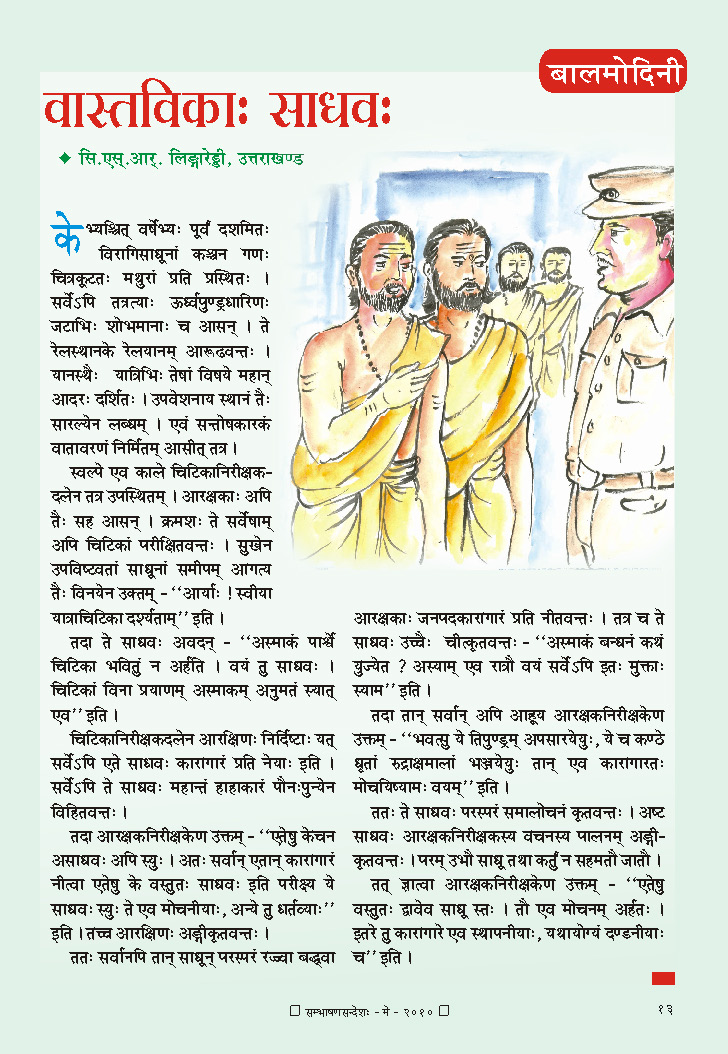 बालमोदिनी
वास्तविकाः साधवः
♦ सि.एस्.आर्. लिङ्गारेड्डी, उत्तराखण्ड
केभ्यश्चित् वर्षेभ्यः पूर्वं दशमितः
विरागिसाधूनां कश्चन गणः
चित्रकूटतः मथुरां प्रति प्रस्थितः ।
सर्वेऽपि तत्रत्याः ऊर्ध्वपुण्ड्रधारिणः
जटाभिः शोभमानाः च आसन् । ते
रेलस्थानके रेलयानम् आरूढवन्तः ।
यानस्थैः यात्रिभिः तेषां विषये महान्
आदरः दर्शितः । उपवेशनाय स्थानं तैः
सारल्येन लब्धम् । एवं सन्तोषकारकं
वातावरणं निर्मितम् आसीत् तत्र ।
स्वल्पे एव काले चिटिकानिरीक्षक-
दलेन तत्र उपस्थितम् । आरक्षकाः अपि
तैः सह आसन् । क्रमशः ते सर्वेषाम्
अपि चिटिकां परीक्षितवन्तः । सुखेन
उपविष्टवतां साधूनां समीपम् आगत्य
तैः विनयेन उक्तम् - ‘‘आर्याः ! स्वीया
यात्राचिटिका दर्श्यताम्’’ इति ।
तदा ते साधवः अवदन् - ‘‘अस्माकं पार्श्वे
चिटिका भवितुं न अर्हति । वयं तु साधवः ।
चिटिकां विना प्रयाणम् अस्माकम् अनुमतं स्यात्
एव’’ इति ।
चिटिकानिरीक्षकदलेन आरक्षिणः निर्दिष्टाः यत्
सर्वेऽपि एते साधवः कारागारं प्रति नेयाः इति ।
सर्वेऽपि ते साधवः महान्तं हाहाकारं पौनःपुन्येन
विहितवन्तः ।
तदा आरक्षकनिरीक्षकेण उक्तम् - ‘‘एतेषु केचन
असाधवः अपि स्युः । अतः सर्वान् एतान् कारागारं
नीत्वा एतेषु के वस्तुतः साधवः इति परीक्ष्य ये
साधवः स्युः ते एव मोचनीयाः, अन्ये तु धर्तव्याः’’
इति । तच्च आरक्षिणः अङ्गीकृतवन्तः ।
ततः सर्वानपि तान् साधून् परस्परं रज्ज्वा बद्ध्वा
आरक्षकाः जनपदकारागारं प्रति नीतवन्तः । तत्र च ते
साधवः उच्चैः चीत्कृतवन्तः - ‘‘अस्माकं बन्धनं कथं
युज्येत ? अस्याम् एव रात्रौ वयं सर्वेऽपि इतः मुक्ताः
स्याम’’ इति ।
तदा तान् सर्वान् अपि आहूय आरक्षकनिरीक्षकेण
उक्तम् - ‘‘भवत्सु ये तिपुण्ड्रम् अपसारयेयुः, ये च कण्ठे
धृतां रुद्राक्षमालां भञ्जयेयुः तान् एव कारागारतः
मोचयिष्यामः वयम्’’ इति ।
ततः ते साधवः परस्परं समालोचनं कृतवन्तः । अष्ट
साधवः आरक्षकनिरीक्षकस्य वचनस्य पालनम् अङ्गी-
कृतवन्तः । परम् उभौ साधू तथा कर्तुं न सहमतौ जातौ ।
तत् ज्ञात्वा आरक्षकनिरीक्षकेण उक्तम् - ‘‘एतेषु
वस्तुतः द्वावेव साधू स्तः । तौ एव मोचनम् अर्हतः ।
इतरे तु कारागारे एव स्थापनीयाः, यथायोग्यं दण्डनीयाः
च’’ इति ।
सम्भाषणसन्देशः - मे - २०१०
१३